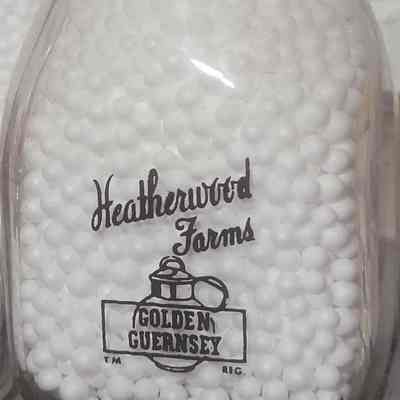 Heatherwood
Farms
GOLDEN
GUERNSEY
TM REG.